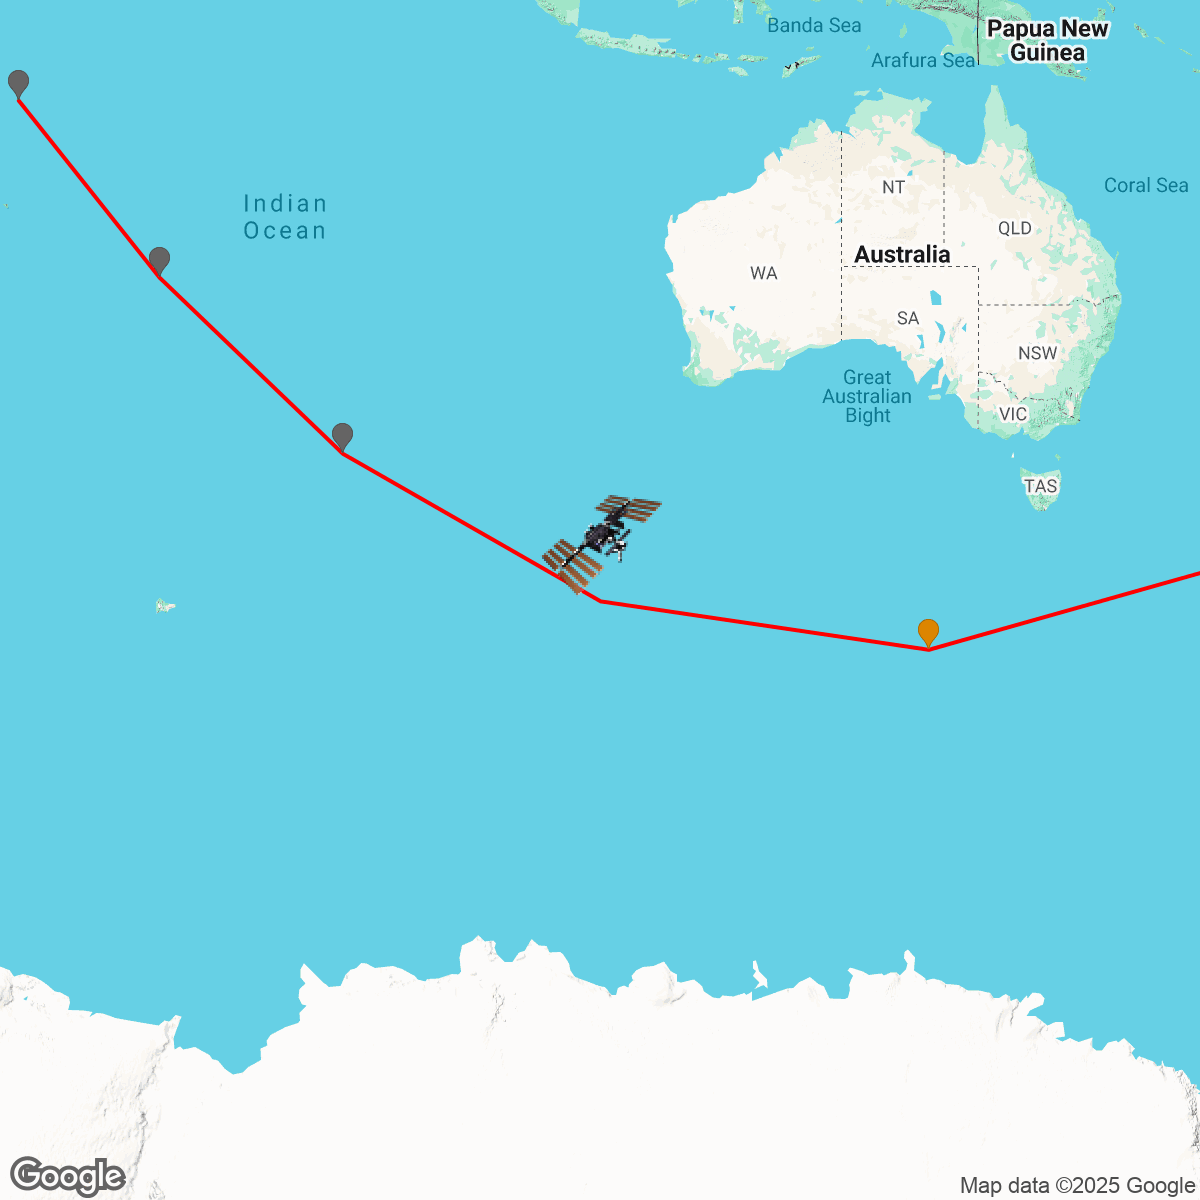 Banda Sea
Papua New
Guinea
Arafura Sea
Coral Sea
NT
Indian
Ocean
QLD
Australia
WA
SA
NSW
Great
Australian
Bight
VIC
TAS
Google
Map data ©2025 Google